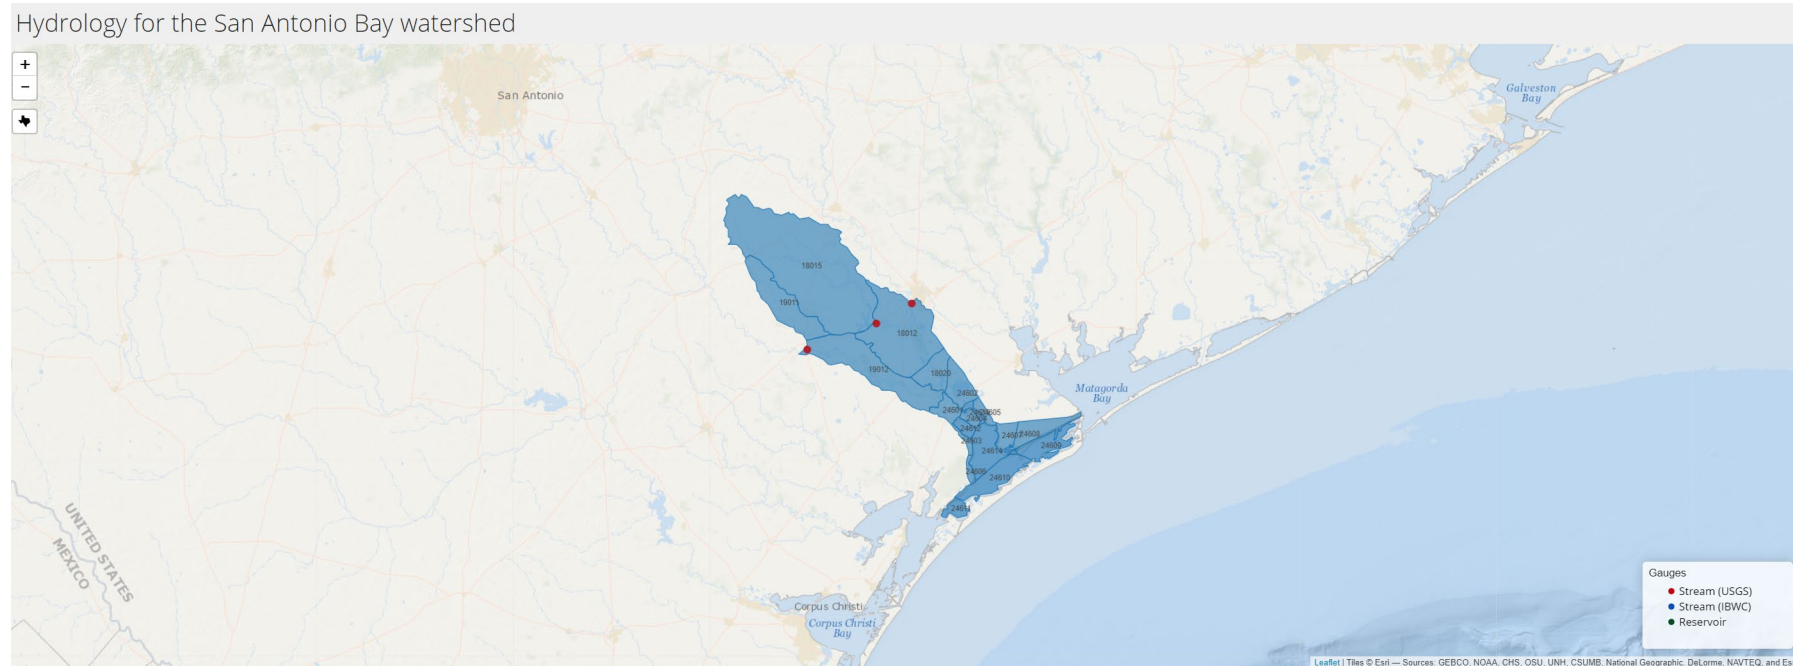 Hydrology for the San Antonio Bay watershed
+
−
San Antonio
Galveston
Bay
18015
19011
18012
19012
18020
Matagorda
Bay
24602
24601
24605
24612
24603
24607
24608
24614
24609
24606
24610
24611
UNITED STATES
MEXICO
Corpus Christi
Corpus Christi
Bay
Gauges
Stream (USGS)
Stream (IBWC)
Reservoir
Leaflet | Tiles © Esri — Sources: GEBCO, NOAA, CHS, OSU, UNH, CSUMB, National Geographic, DeLorme, NAVTEQ, and Es